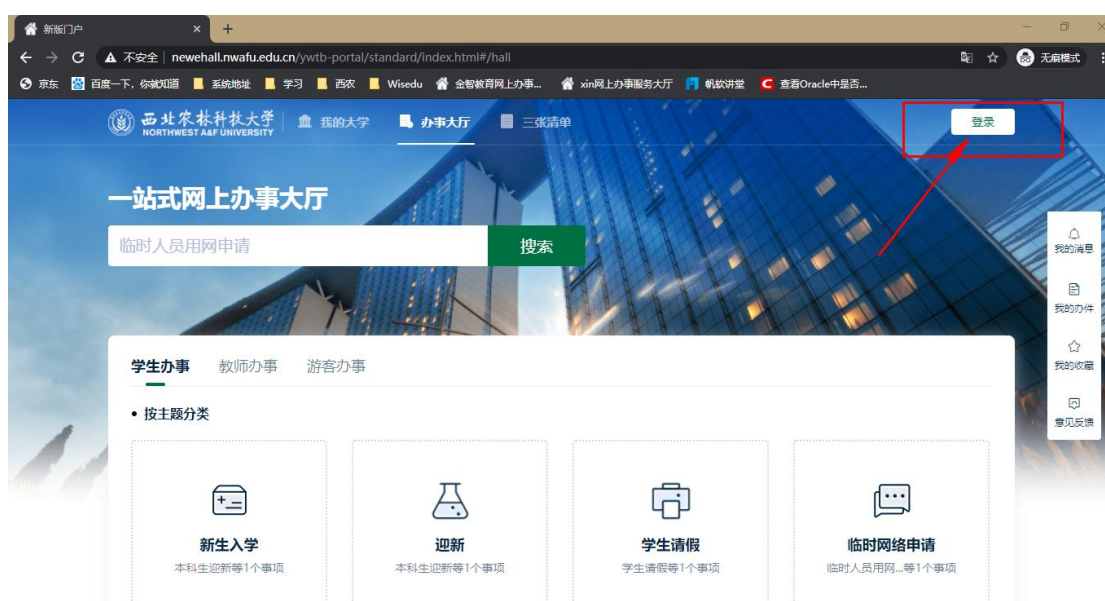 新版门户
不安全 newehall.nwafu.edu.cn/ywtb-portal/standard/index.html#/hall
无痕模式
京东 百度一下,你就知道 系统地址 学习 西农 Wisedu 金智教育网上办事... xin网上办事服务大厅 帆软讲堂 查看Oracle中是否...
西北农林科技大学
NORTHWEST A&F UNIVERSITY
我的大学 办事大厅 三张清单
登录
一站式网上办事大厅
临时人员用网申请 搜索
我的消息
我的办件
我的收藏
意见反馈
学生办事 教师办事 游客办事
• 按主题分类
新生入学 迎新 学生请假 临时网络申请
本科生迎新等1个事项 本科生迎新等1个事项 学生请假等1个事项 临时人员用网...等1个事项